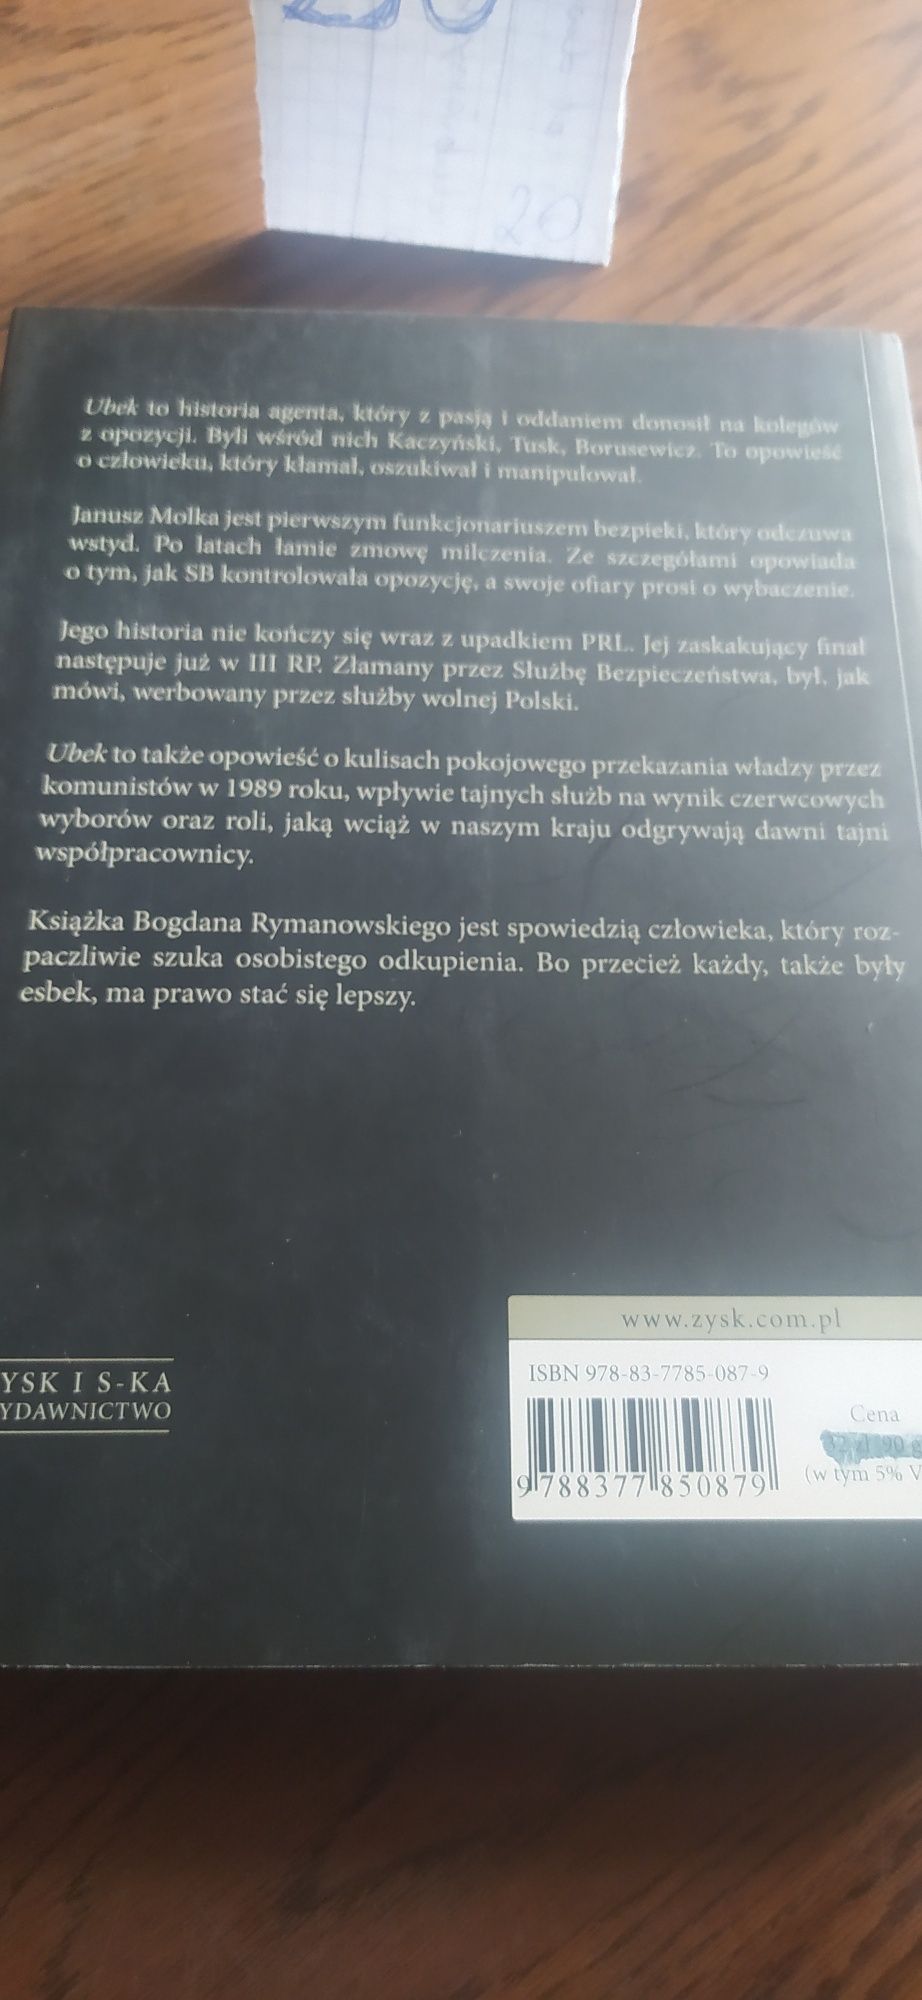 20
Ubek to historia agenta, który z pasją i oddaniem donosił na kolegów
z opozycji. Byli wśród nich Kaczyński, Tusk, Borusewicz. To opowieść
o człowieku, który kłamał, oszukiwał i manipulował.
Janusz Molka jest pierwszym funkcjonariuszem bezpieki, który odczuwa
wstyd. Po latach łamie zmowę milczenia. Ze szczegółami opowiada
o tym, jak SB kontrolowała opozycję, a swoje ofiary prosi o wybaczenie.
Jego historia nie kończy się wraz z upadkiem PRL. Jej zaskakujący finał
następuje już w III RP. Złamany przez Służbę Bezpieczeństwa, był, jak
mówi, werbowany przez służby wolnej Polski.
Ubek to także opowieść o kulisach pokojowego przekazania władzy przez
komunistów w 1989 roku, wpływie tajnych służb na wynik czerwcowych
wyborów oraz roli, jaką wciąż w naszym kraju odgrywają dawni tajni
współpracownicy.
Książka Bogdana Rymanowskiego jest spowiedzią człowieka, który roz-
paczliwie szuka osobistego odkupienia. Bo przecież każdy, także były
esbek, ma prawo stać się lepszy.
www.zysk.com.pl
ISBN 978-83-7785-087-9
YSK I S-KA
YDAWNICTWO
Cena
32 zł 90 g
(w tym 5% V
9 788377 850879